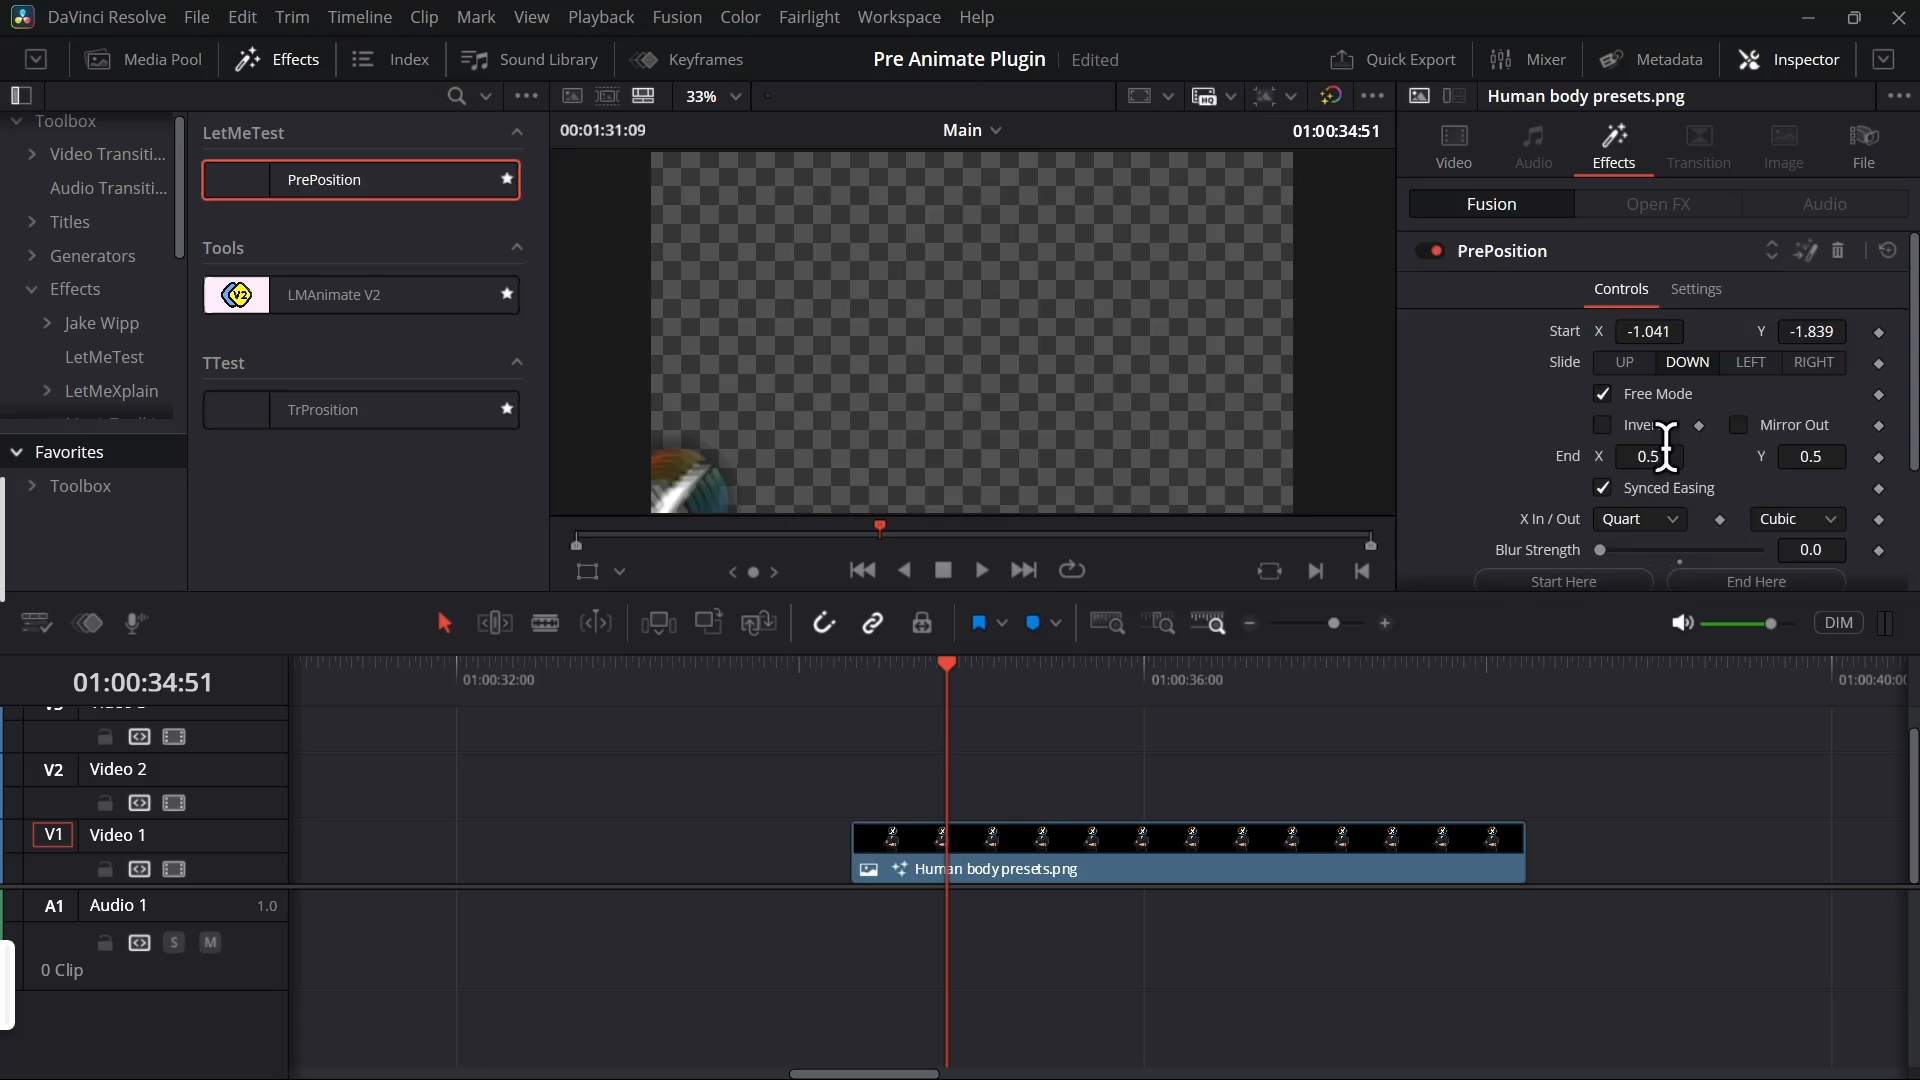 DaVinci Resolve File Edit Trim Timeline Clip Mark View Playback Fusion Color Fairlight Workspace Help
Media Pool Effects Index Sound Library Keyframes Pre Animate Plugin Edited Quick Export Mixer Metadata Inspector
33% HQ Human body presets.png
Toolbox
Video Transiti...
Audio Transiti...
Titles
Generators
Effects
Jake Wipp
LetMeTest
LetMeXplain
Favorites
Toolbox
LetMeTest
PrePosition
Tools
V2 LMAnimate V2
TTest
TrProsition
00:01:31:09 Main 01:00:34:51
Video Audio Effects Transition Image File
Fusion Open FX Audio
PrePosition
Controls Settings
Start X -1.041 Y -1.839
Slide UP DOWN LEFT RIGHT
Free Mode
Mirror Out
End X 0.5 Y 0.5
Synced Easing
X In / Out Quart Cubic
Blur Strength 0.0
Start Here End Here
DIM
01:00:34:51
01:00:32:00 01:00:36:00 01:00:40:00
V2 Video 2
V1 Video 1
Human body presets.png
A1 Audio 1 1.0
S M
0 Clip